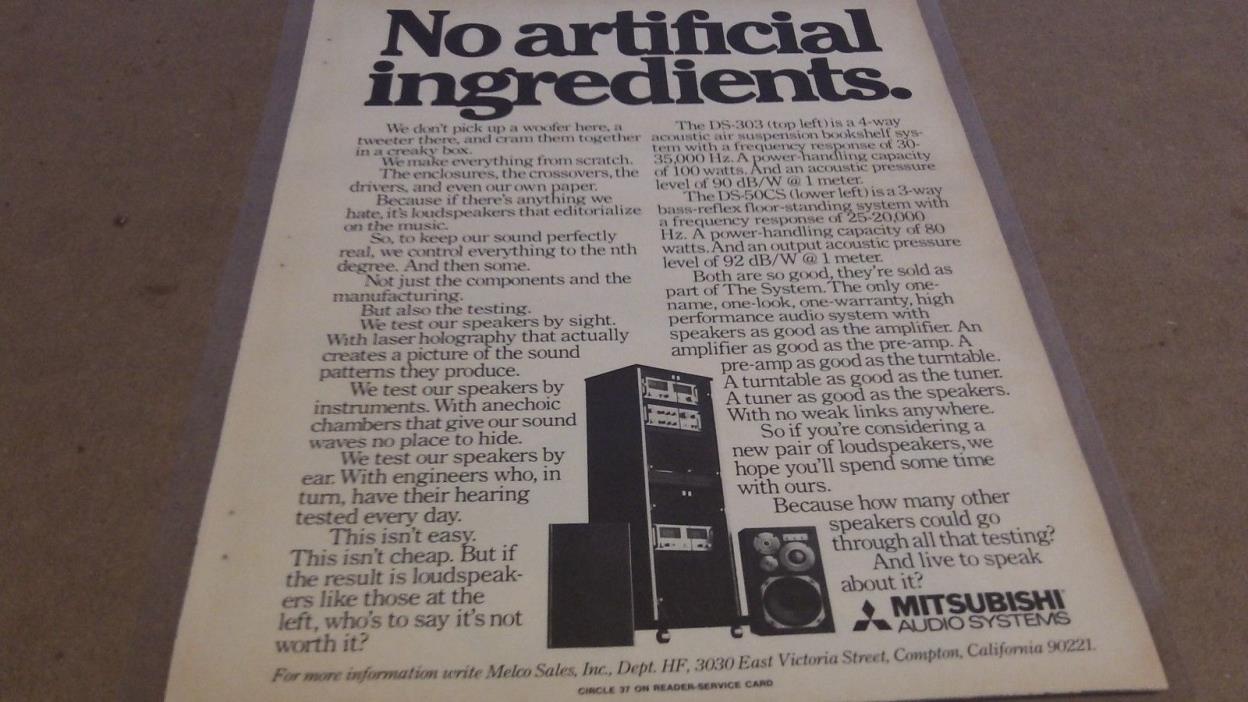 No artificial
ingredients.
We don't pick up a woofer here, a
tweeter there, and cram them together
in a creaky box.
We make everything from scratch.
The enclosures, the crossovers, the
drivers, and even our own paper.
Because if there's anything we
hate, it's loudspeakers that editorialize
on the music.
So, to keep our sound perfectly
real, we control everything to the nth
degree. And then some.
Not just the components and the
manufacturing.
But also the testing.
We test our speakers by sight.
With laser holography that actually
creates a picture of the sound
patterns they produce.
We test our speakers by
instruments. With anechoic
chambers that give our sound
waves no place to hide.
We test our speakers by
ear. With engineers who, in
turn, have their hearing
tested every day.
This isn't easy.
This isn't cheap. But if
the result is loudspeak-
ers like those at the
left, who's to say it's not
worth it?
The DS-303 (top left) is a 4-way
acoustic air suspension bookshelf sys-
tem with a frequency response of 30-
35,000 Hz. A power-handling capacity
of 100 watts. And an acoustic pressure
level of 90 dB/W @ 1 meter.
The DS-50CS (lower left) is a 3-way
bass-reflex floor-standing system with
a frequency response of 25-20,000
Hz. A power-handling capacity of 80
watts. And an output acoustic pressure
level of 92 dB/W @ 1 meter.
Both are so good, they're sold as
part of The System. The only one-
name, one-look, one-warranty, high
performance audio system with
speakers as good as the amplifier. An
amplifier as good as the pre-amp. A
pre-amp as good as the turntable.
A turntable as good as the tuner.
A tuner as good as the speakers.
With no weak links anywhere.
So if you're considering a
new pair of loudspeakers, we
hope you'll spend some time
with ours.
Because how many other
speakers could go
through all that testing?
And live to speak
about it?
MITSUBISHI
AUDIO SYSTEMS
For more information write Melco Sales, Inc., Dept. HF, 3030 East Victoria Street, Compton, California 90221.
CIRCLE 37 ON READER-SERVICE CARD